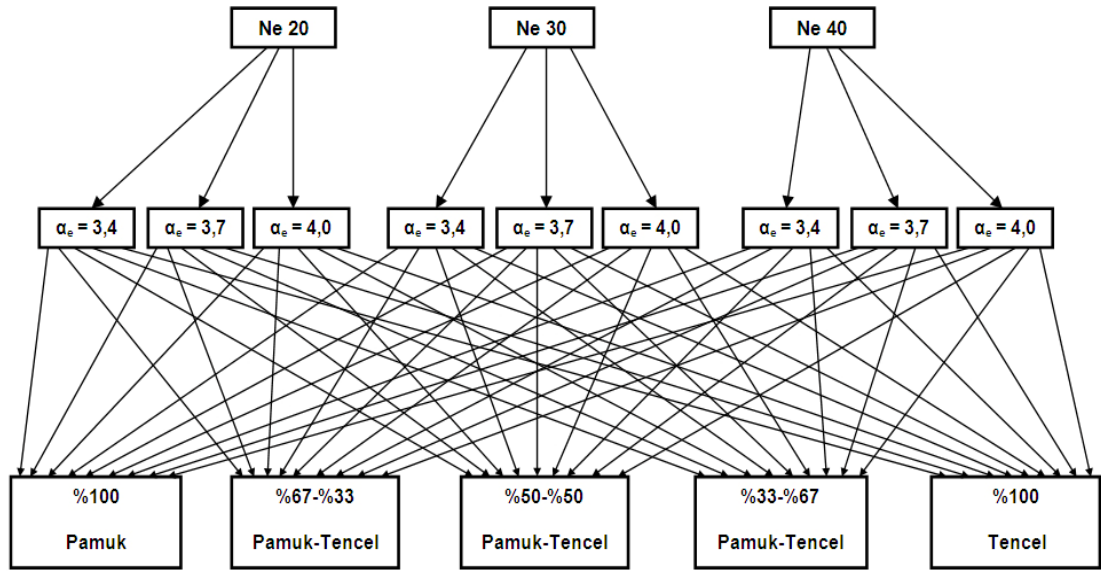 Ne 20
Ne 30
Ne 40
αₑ = 3,4
αₑ = 3,7
αₑ = 4,0
αₑ = 3,4
αₑ = 3,7
αₑ = 4,0
αₑ = 3,4
αₑ = 3,7
αₑ = 4,0
%100
Pamuk
%67-%33
Pamuk-Tencel
%50-%50
Pamuk-Tencel
%33-%67
Pamuk-Tencel
%100
Tencel